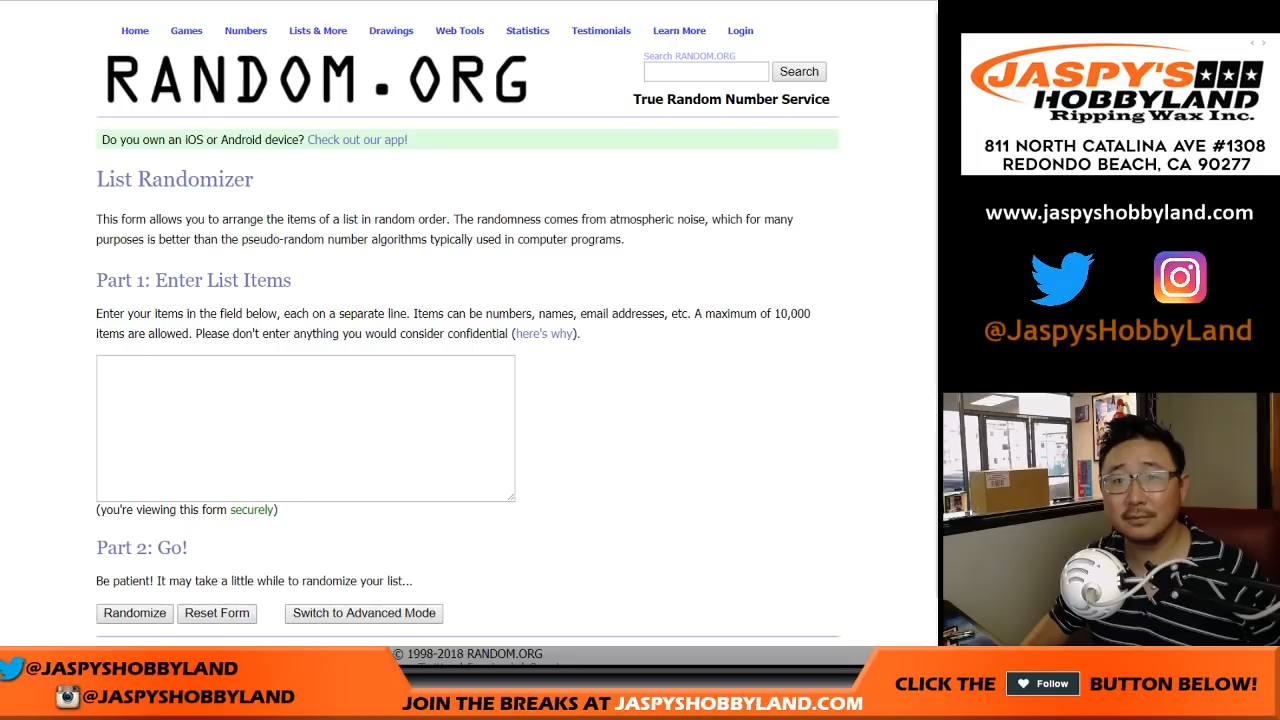 Home Games Numbers Lists & More Drawings Web Tools Statistics Testimonials Learn More Login
RANDOM.ORG
Search RANDOM.ORG
Search
True Random Number Service
Do you own an iOS or Android device? Check out our app!
List Randomizer
This form allows you to arrange the items of a list in random order. The randomness comes from atmospheric noise, which for many
purposes is better than the pseudo-random number algorithms typically used in computer programs.
Part 1: Enter List Items
Enter your items in the field below, each on a separate line. Items can be numbers, names, email addresses, etc. A maximum of 10,000
items are allowed. Please don't enter anything you would consider confidential (here's why).
(you're viewing this form securely)
Part 2: Go!
Be patient! It may take a little while to randomize your list...
Randomize Reset Form Switch to Advanced Mode
© 1998-2018 RANDOM.ORG
JASPY'S
HOBBYLAND
Ripping Wax Inc.
811 NORTH CATALINA AVE #1308
REDONDO BEACH, CA 90277
www.jaspyshobbyland.com
@JaspysHobbyLand
@JASPYSHOBBYLAND
@JASPYSHOBBYLAND
JOIN THE BREAKS AT JASPYSHOBBYLAND.COM
CLICK THE Follow BUTTON BELOW!